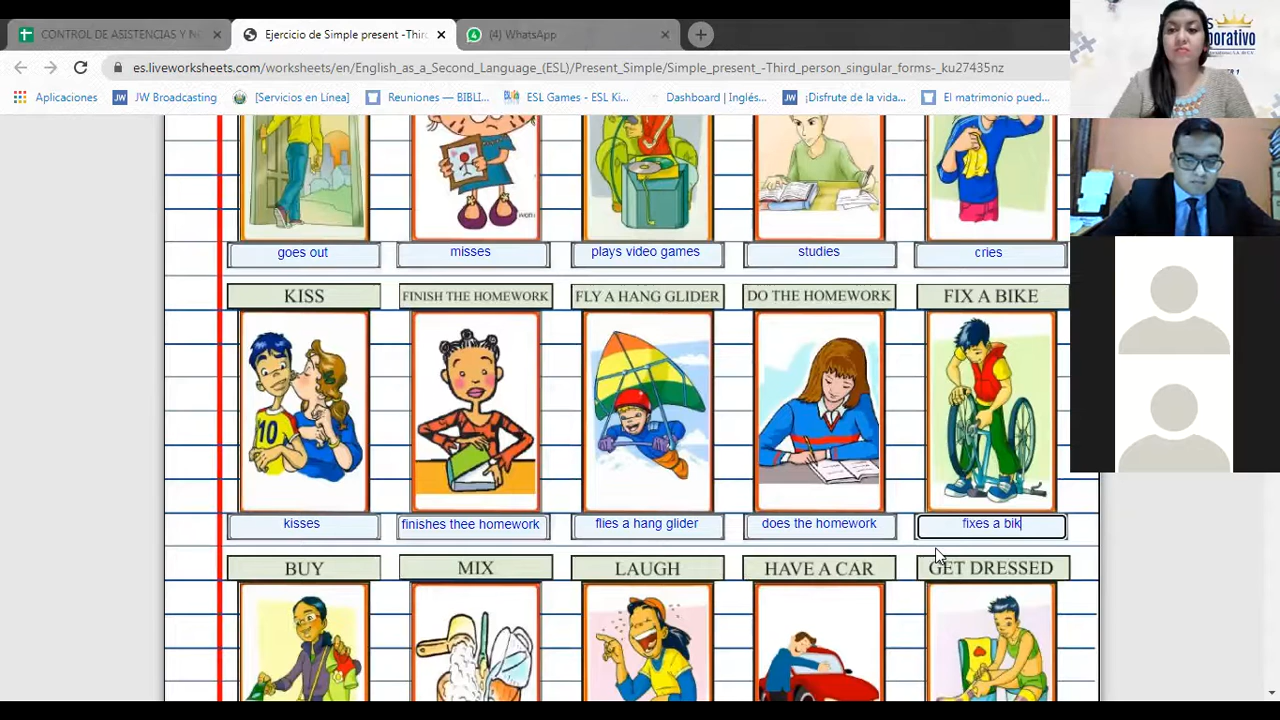 CONTROL DE ASISTENCIAS Y N
Ejercicio de Simple present -Thir
(4) WhatsApp
es.liveworksheets.com/worksheets/en/English_as_a_Second_Language_(ESL)/Present_Simple/Simple_present_-Third_person_singular_forms-_ku27435nz
Aplicaciones
JW Broadcasting
[Servicios en Línea]
Reuniones — BIBLI...
ESL Games - ESL Ki...
Dashboard | Inglés...
¡Disfrute de la vida...
El matrimonio pued...
orativo
goes out
misses
plays video games
studies
cries
KISS
FINISH THE HOMEWORK
FLY A HANG GLIDER
DO THE HOMEWORK
FIX A BIKE
10
kisses
finishes thee homework
flies a hang glider
does the homework
fixes a bik
BUY
MIX
LAUGH
HAVE A CAR
GET DRESSED